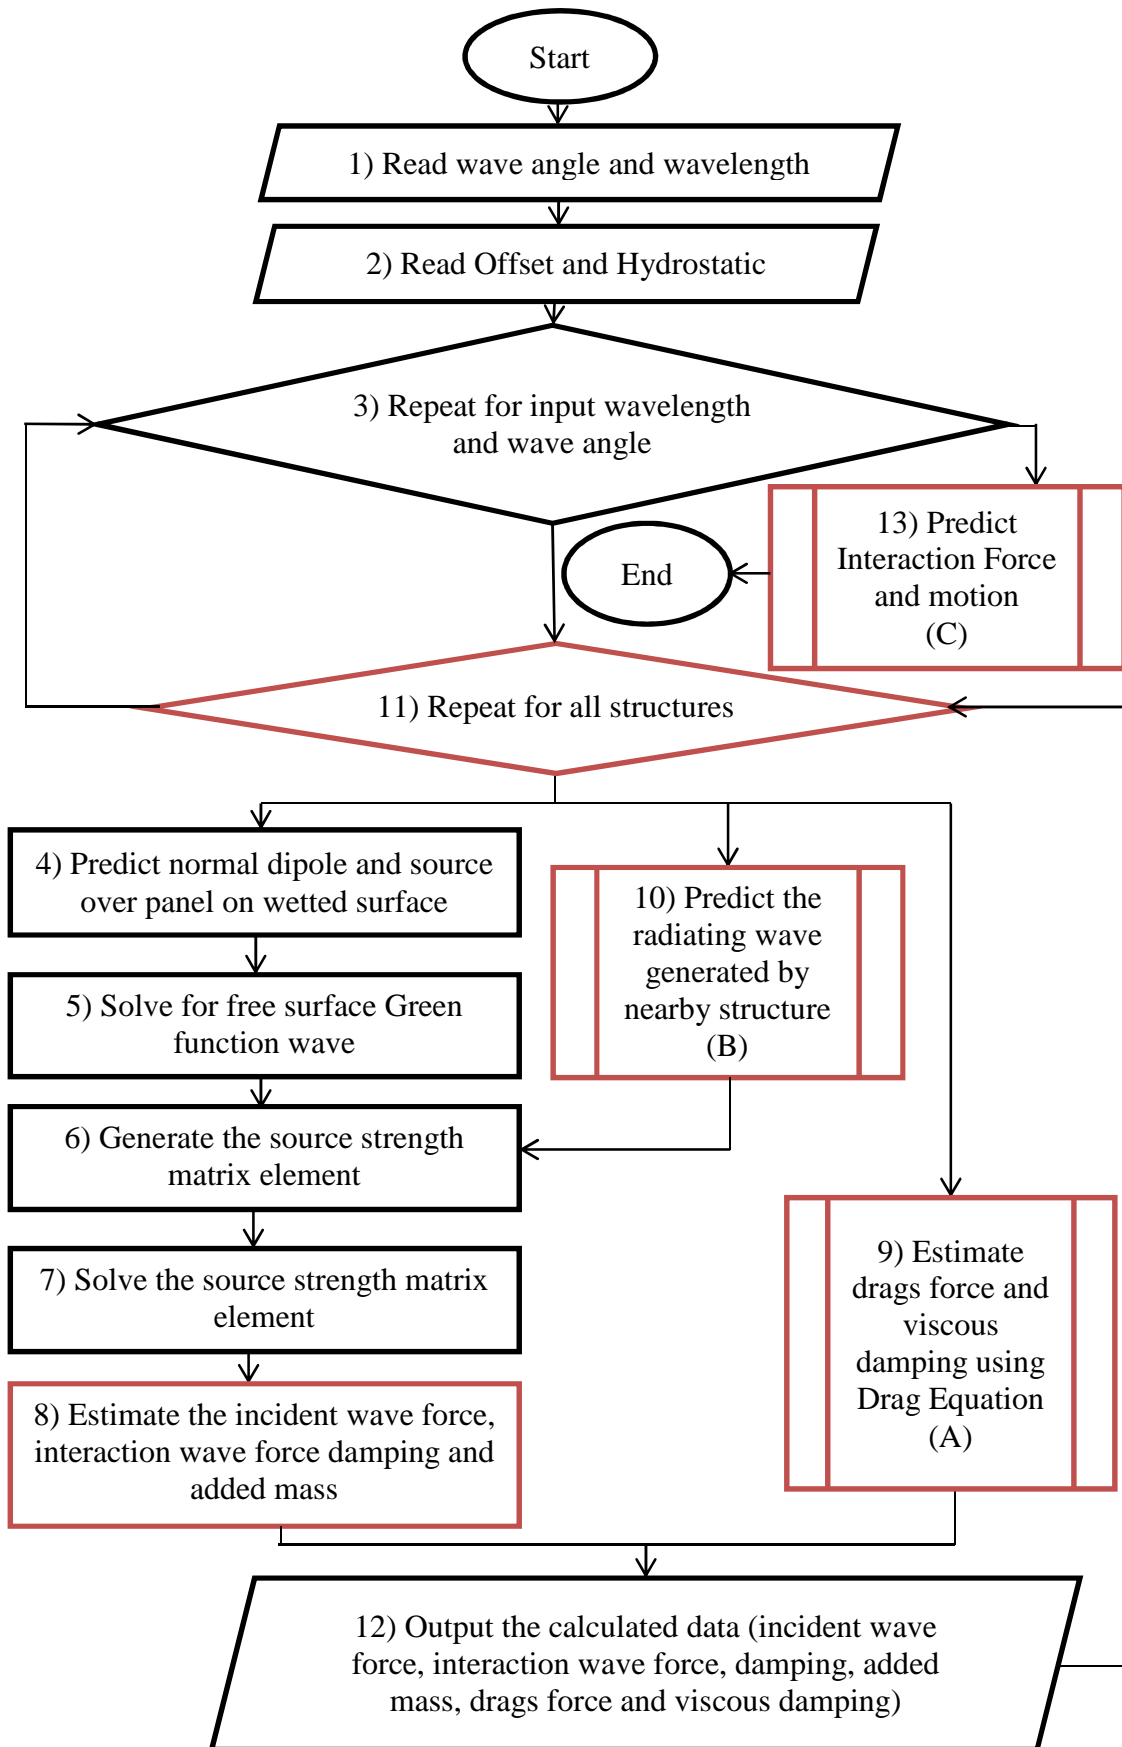 Start
1) Read wave angle and wavelength
2) Read Offset and Hydrostatic
3) Repeat for input wavelength
and wave angle
13) Predict
Interaction Force
and motion
(C)
End
11) Repeat for all structures
4) Predict normal dipole and source
over panel on wetted surface
10) Predict the
radiating wave
generated by
nearby structure
(B)
5) Solve for free surface Green
function wave
6) Generate the source strength
matrix element
7) Solve the source strength matrix
element
9) Estimate
drags force and
viscous
damping using
Drag Equation
(A)
8) Estimate the incident wave force,
interaction wave force damping and
added mass
12) Output the calculated data (incident wave
force, interaction wave force, damping, added
mass, drags force and viscous damping)